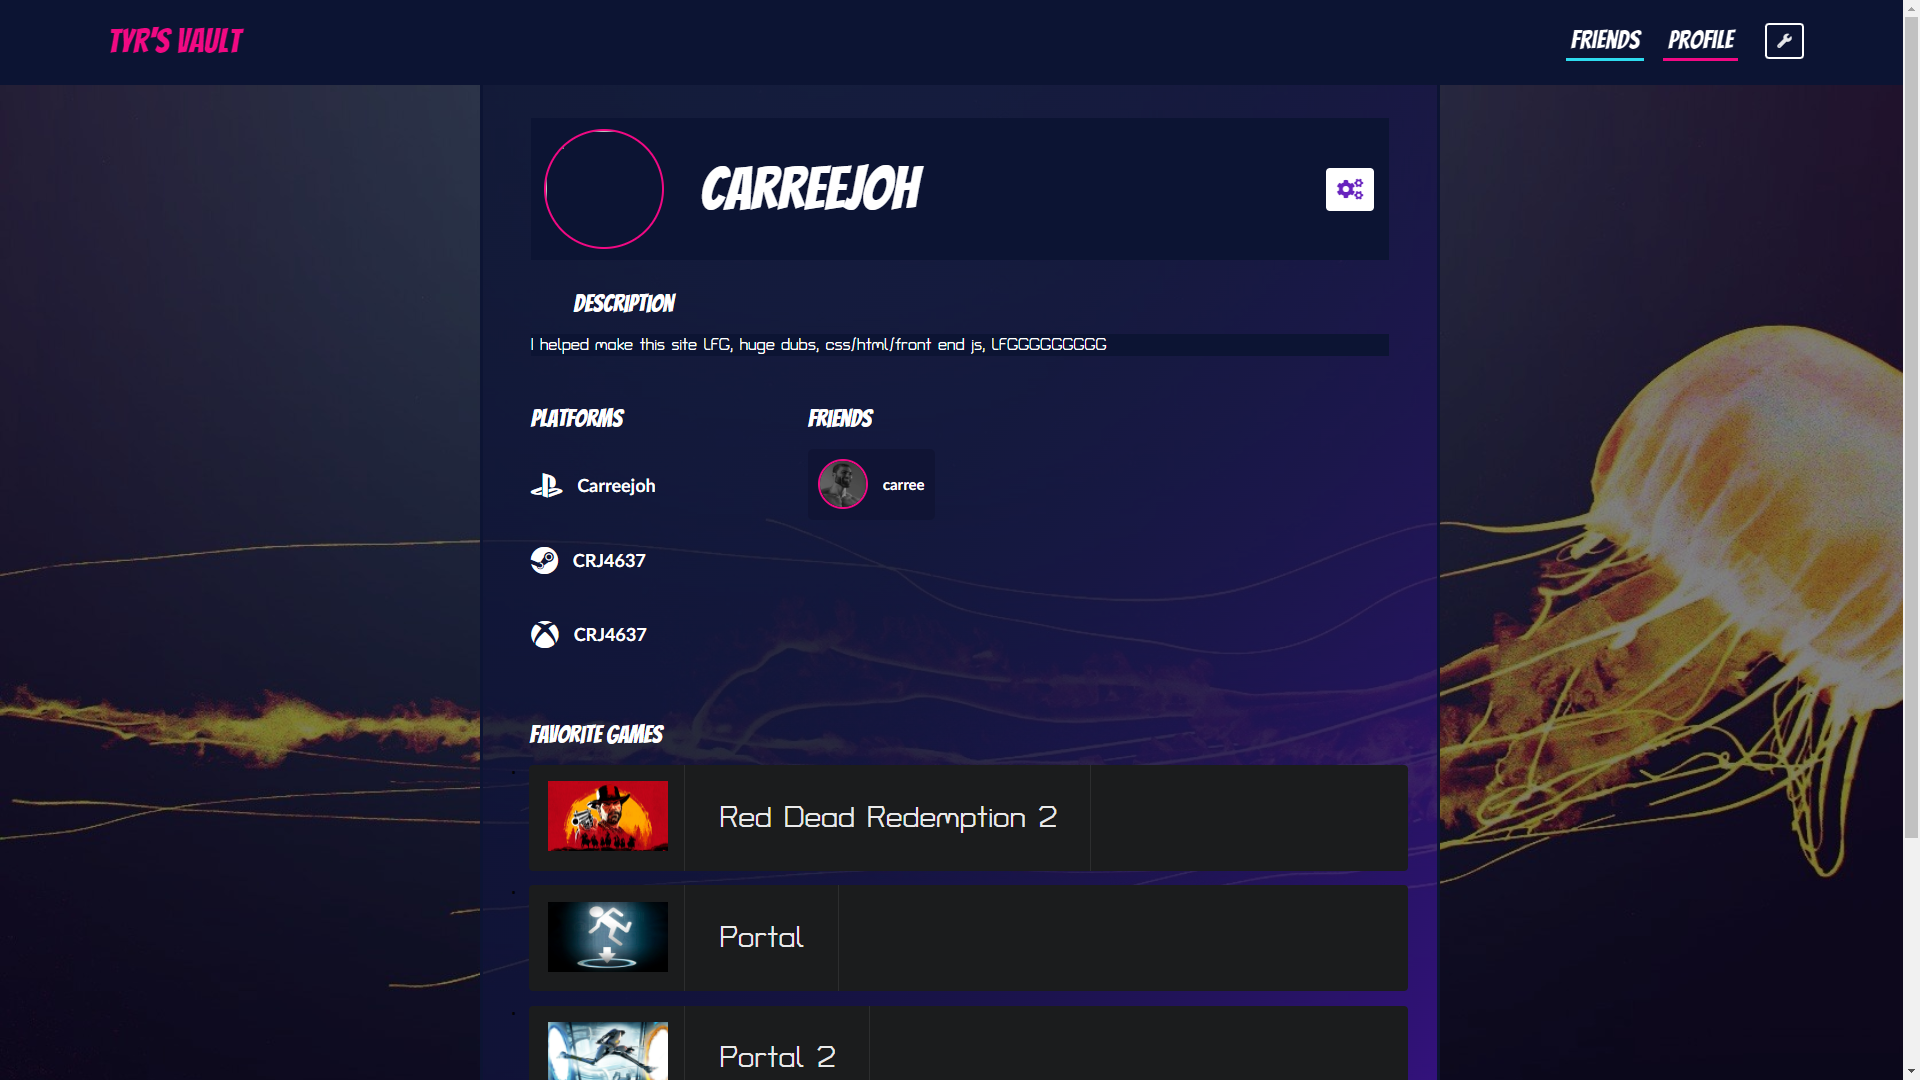 TYR'S VAULT
FRIENDS PROFILE
CARREEJOH
DESCRIPTION
I helped make this site LFG, huge dubs, css/html/front end js, LFGGGGGGGGG
PLATFORMS
FRIENDS
Carreejoh
carree
CRJ4637
CRJ4637
FAVORITE GAMES
Red Dead Redemption 2
Portal
Portal 2